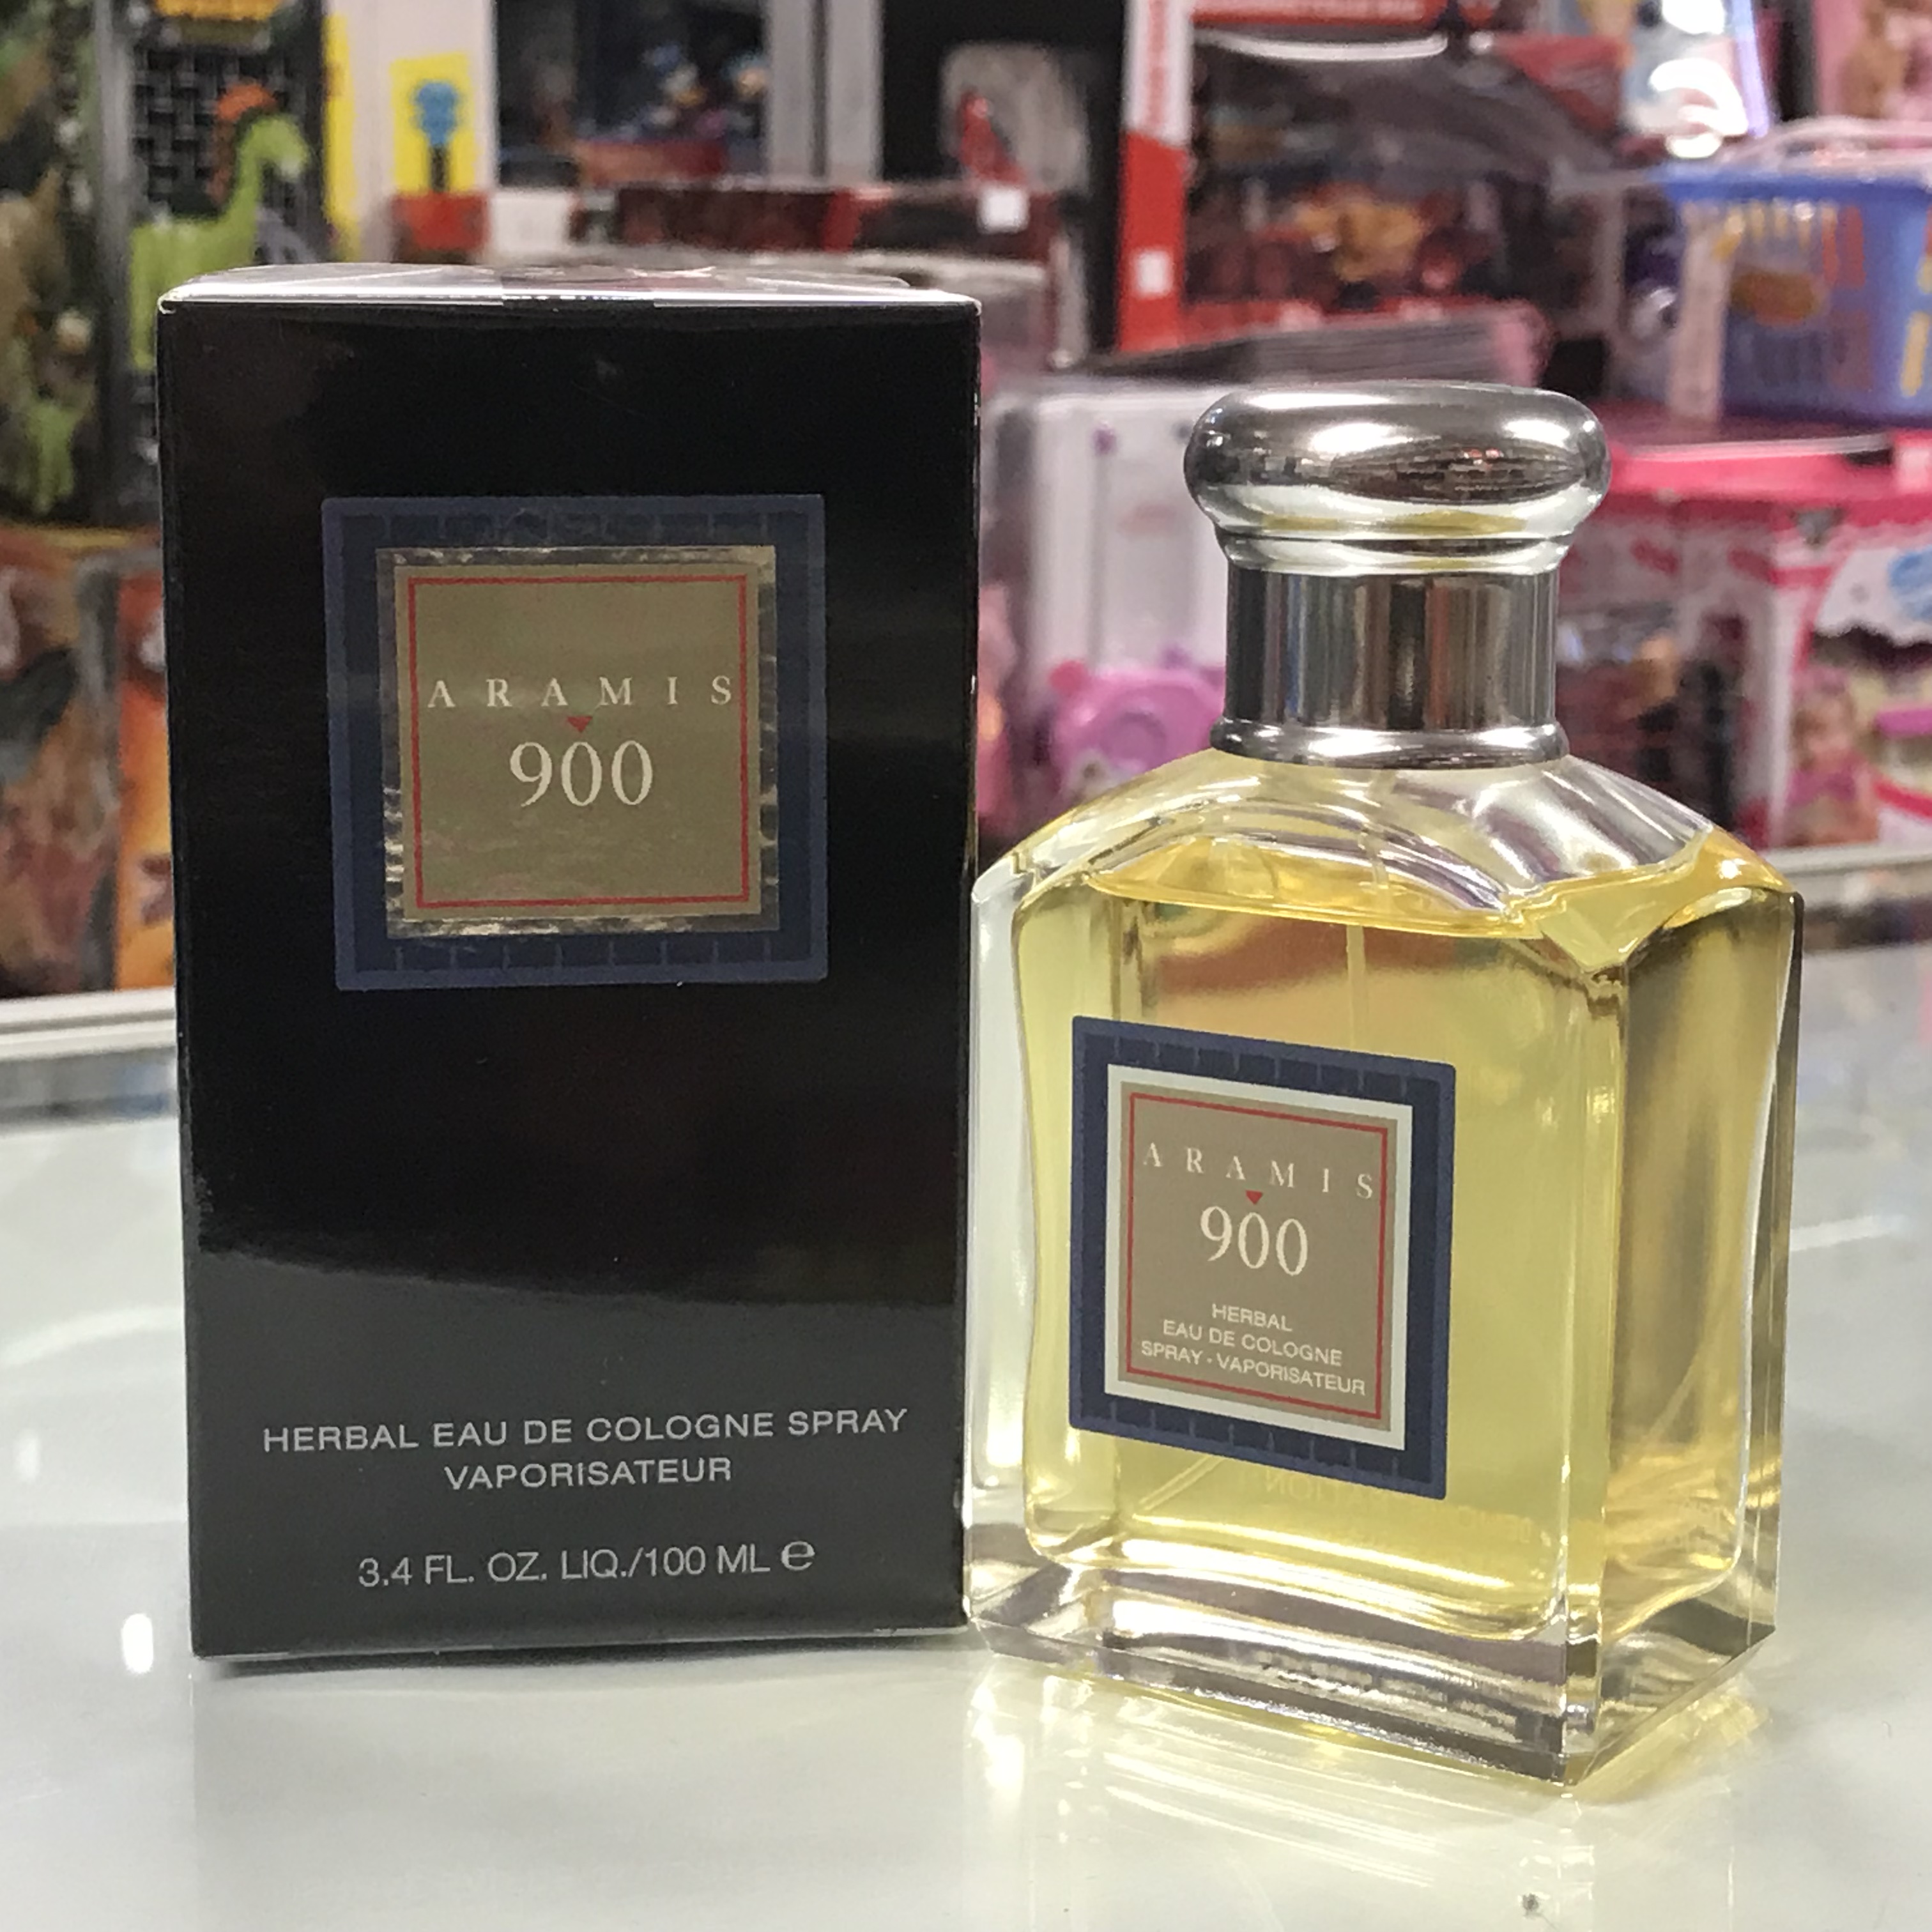 ARAMIS
900
HERBAL EAU DE COLOGNE SPRAY
VAPORISATEUR
3.4 FL. OZ. LIQ./100 ML ℮
ARAMIS
900
HERBAL
EAU DE COLOGNE
SPRAY · VAPORISATEUR